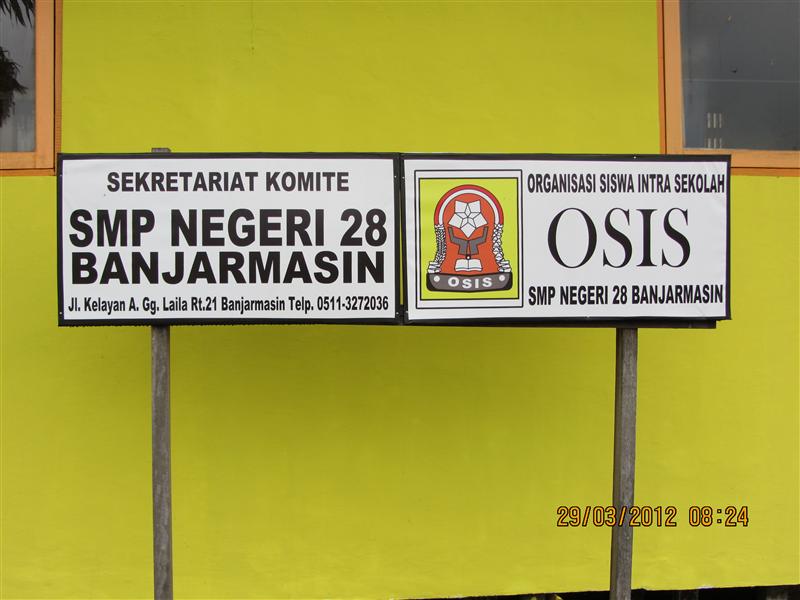 SEKRETARIAT KOMITE
SMP NEGERI 28
BANJARMASIN
Jl. Kelayan A. Gg. Laila Rt.21 Banjarmasin Telp. 0511-3272036
ORGANISASI SISWA INTRA SEKOLAH
OSIS
SMP NEGERI 28 BANJARMASIN
OSIS
29/03/2012 08:24